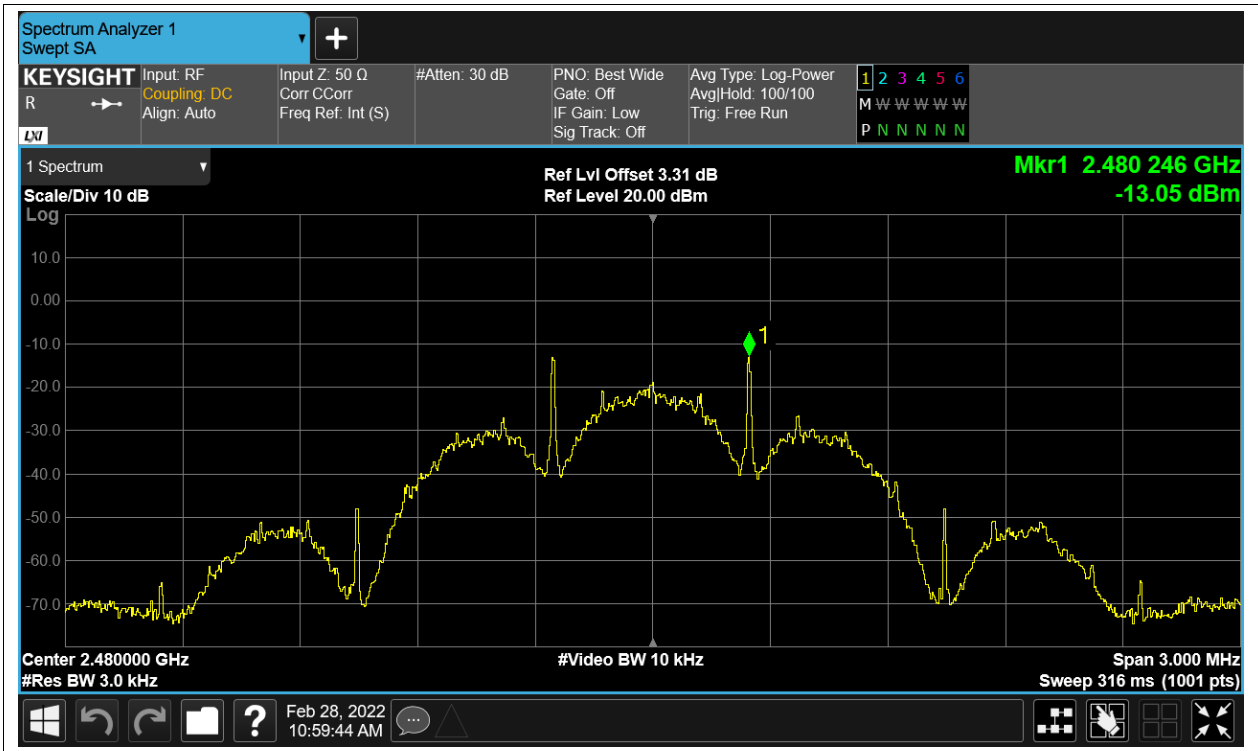 Spectrum Analyzer 1
Swept SA
KEYSIGHT
R
LXI
Input: RF
Coupling: DC
Align: Auto
Input Z: 50 Ω
Corr CCorr
Freq Ref: Int (S)
#Atten: 30 dB
PNO: Best Wide
Gate: Off
IF Gain: Low
Sig Track: Off
Avg Type: Log-Power
Avg|Hold: 100/100
Trig: Free Run
1 2 3 4 5 6
M W W W W W
P N N N N N
1 Spectrum
Scale/Div 10 dB
Log
Ref Lvl Offset 3.31 dB
Ref Level 20.00 dBm
Mkr1 2.480 246 GHz
-13.05 dBm
10.0
0.00
-10.0
-20.0
-30.0
-40.0
-50.0
-60.0
-70.0
1
Center 2.480000 GHz
#Res BW 3.0 kHz
#Video BW 10 kHz
Span 3.000 MHz
Sweep 316 ms (1001 pts)
?
Feb 28, 2022
10:59:44 AM